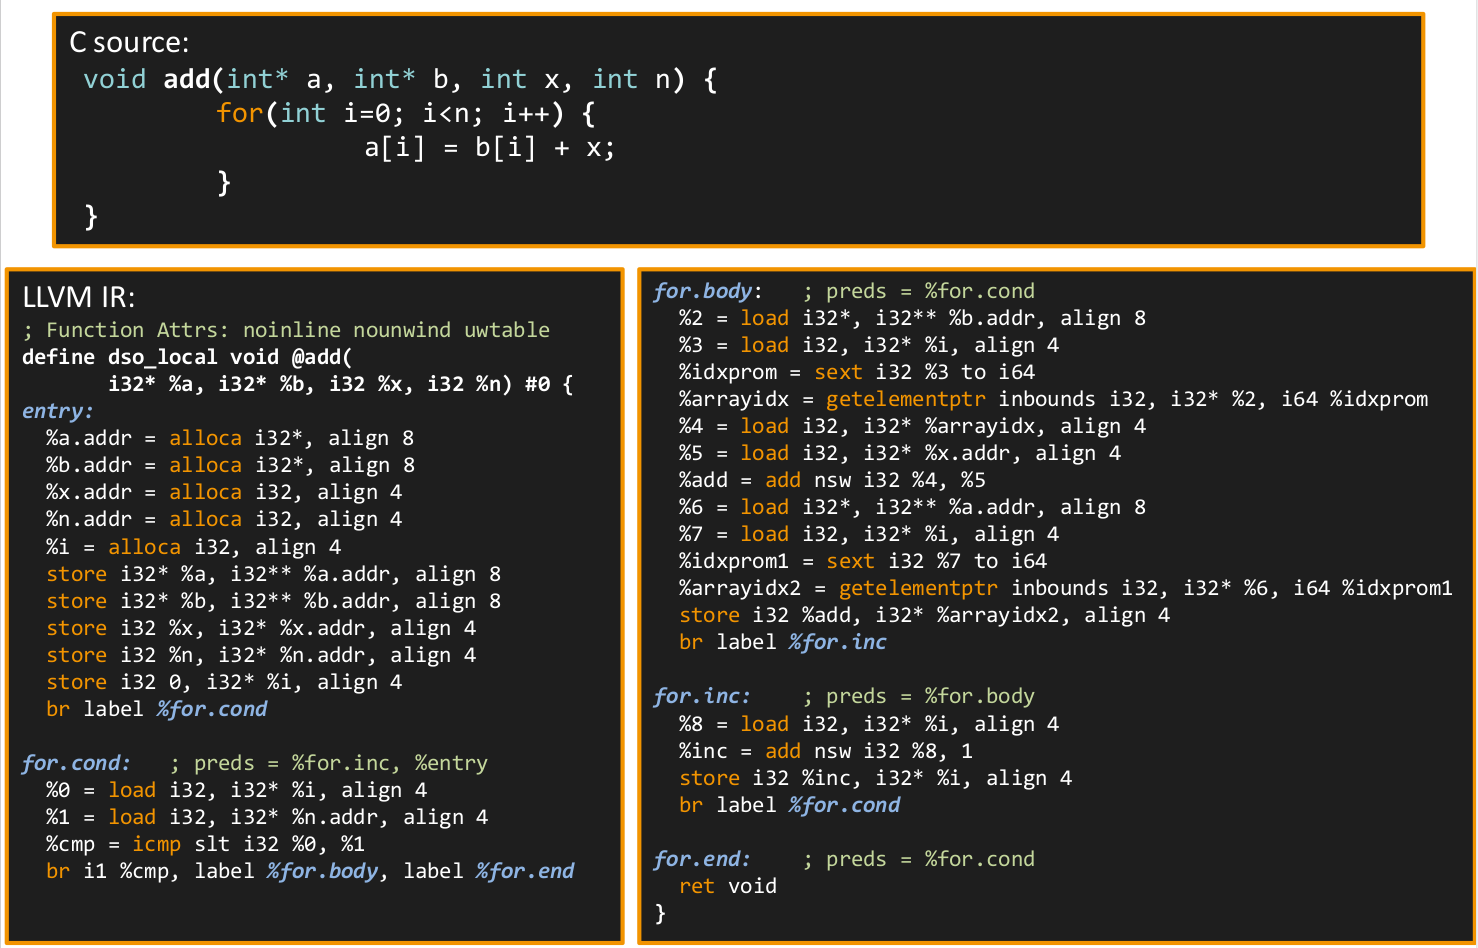 C source:
void add(int* a, int* b, int x, int n) {
for(int i=0; i<n; i++) {
a[i] = b[i] + x;
}
}
LLVM IR:
; Function Attrs: noinline nounwind uwtable
define dso_local void @add(
i32* %a, i32* %b, i32 %x, i32 %n) #0 {
entry:
%a.addr = alloca i32*, align 8
%b.addr = alloca i32*, align 8
%x.addr = alloca i32, align 4
%n.addr = alloca i32, align 4
%i = alloca i32, align 4
store i32* %a, i32** %a.addr, align 8
store i32* %b, i32** %b.addr, align 8
store i32 %x, i32* %x.addr, align 4
store i32 %n, i32* %n.addr, align 4
store i32 0, i32* %i, align 4
br label %for.cond
for.cond: ; preds = %for.inc, %entry
%0 = load i32, i32* %i, align 4
%1 = load i32, i32* %n.addr, align 4
%cmp = icmp slt i32 %0, %1
br i1 %cmp, label %for.body, label %for.end
for.body: ; preds = %for.cond
%2 = load i32*, i32** %b.addr, align 8
%3 = load i32, i32* %i, align 4
%idxprom = sext i32 %3 to i64
%arrayidx = getelementptr inbounds i32, i32* %2, i64 %idxprom
%4 = load i32, i32* %arrayidx, align 4
%5 = load i32, i32* %x.addr, align 4
%add = add nsw i32 %4, %5
%6 = load i32*, i32** %a.addr, align 8
%7 = load i32, i32* %i, align 4
%idxprom1 = sext i32 %7 to i64
%arrayidx2 = getelementptr inbounds i32, i32* %6, i64 %idxprom1
store i32 %add, i32* %arrayidx2, align 4
br label %for.inc
for.inc: ; preds = %for.body
%8 = load i32, i32* %i, align 4
%inc = add nsw i32 %8, 1
store i32 %inc, i32* %i, align 4
br label %for.cond
for.end: ; preds = %for.cond
ret void
}